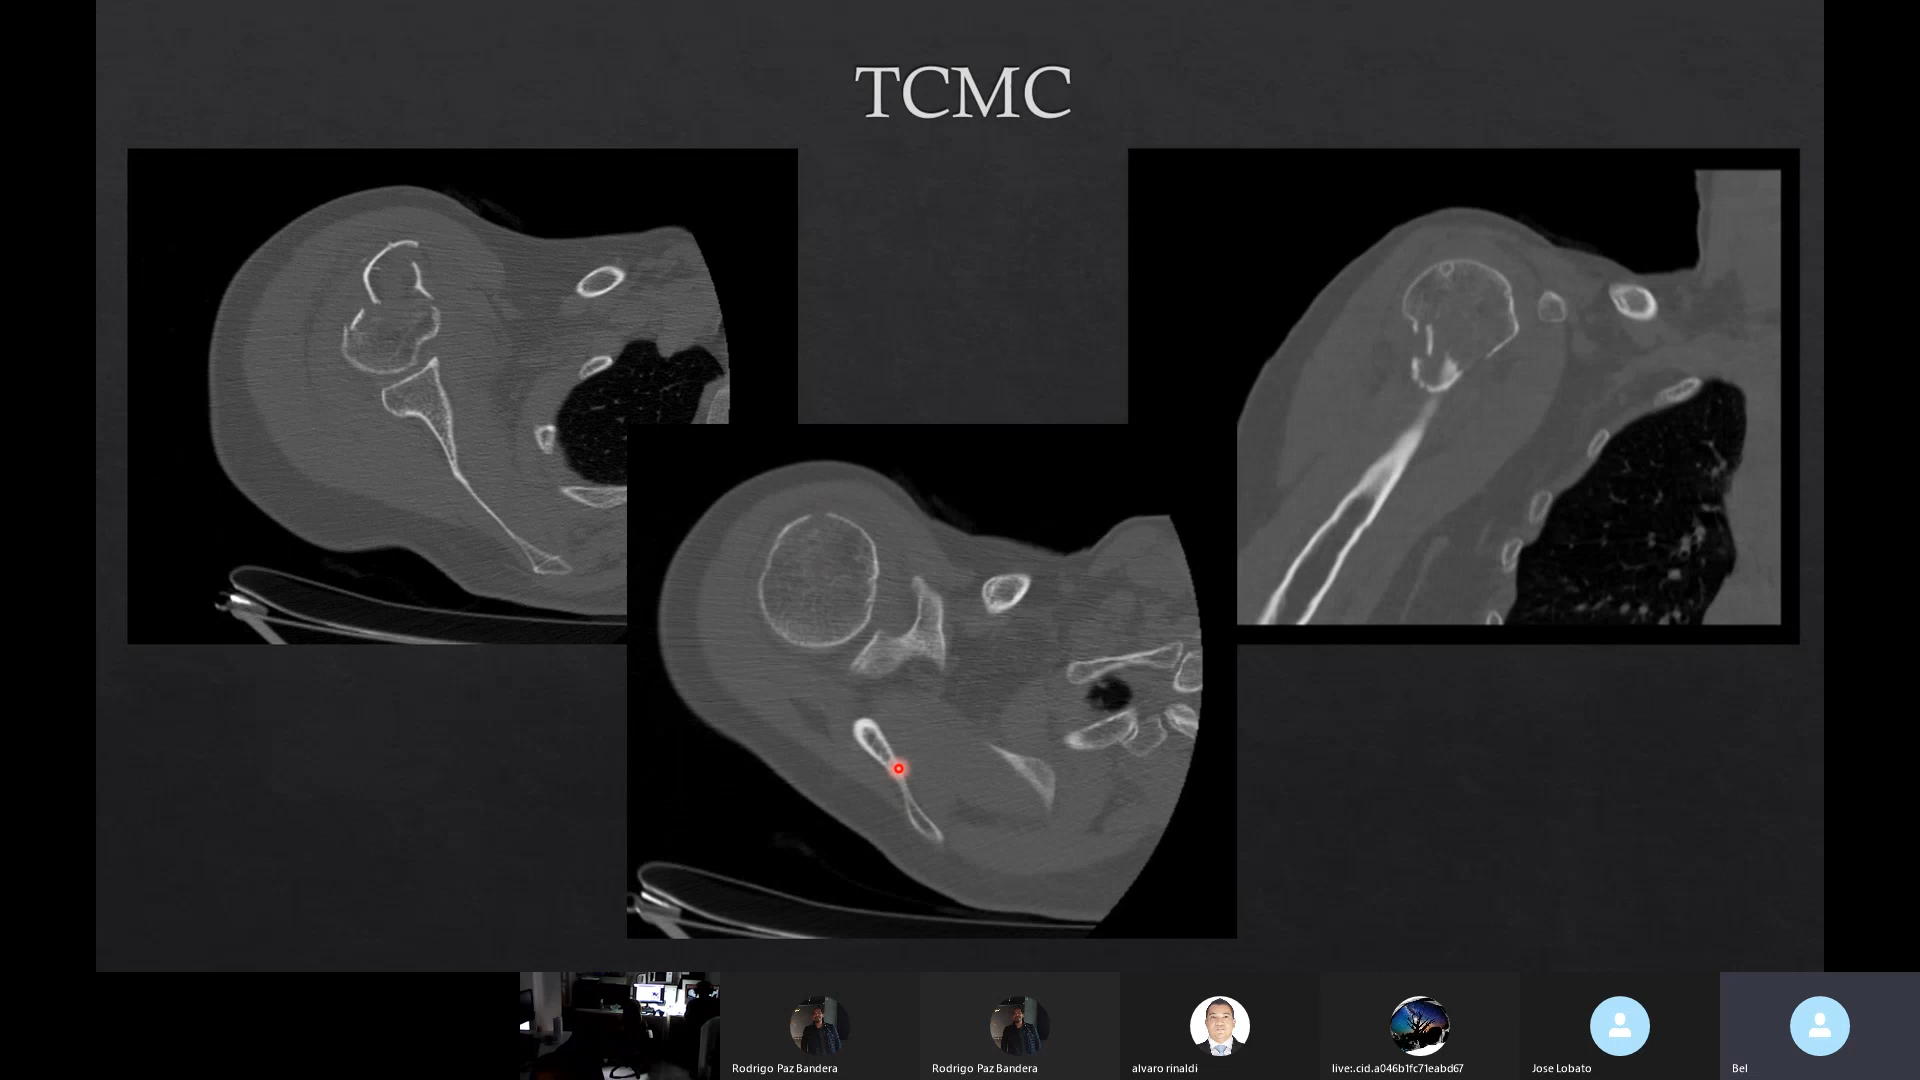 TCMC
Rodrigo Paz Bandera
Rodrigo Paz Bandera
alvaro rinaldi
live:.cid.a046b1fc71eabd67
Jose Lobato
Bel